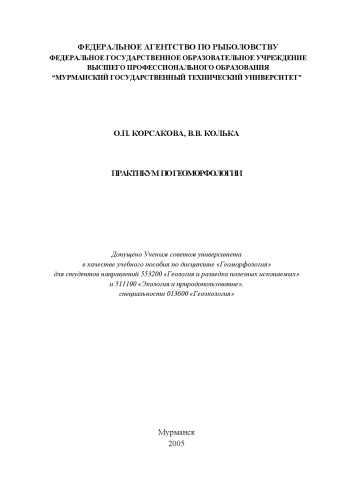 ФЕДЕРАЛЬНОЕ АГЕНТСТВО ПО РЫБОЛОВСТВУ
ФЕДЕРАЛЬНОЕ ГОСУДАРСТВЕННОЕ ОБРАЗОВАТЕЛЬНОЕ УЧРЕЖДЕНИЕ
ВЫСШЕГО ПРОФЕССИОНАЛЬНОГО ОБРАЗОВАНИЯ
“МУРМАНСКИЙ ГОСУДАРСТВЕННЫЙ ТЕХНИЧЕСКИЙ УНИВЕРСИТЕТ”
О.П. КОРСАКОВА, В.В. КОЛЬКА
ПРАКТИКУМ ПО ГЕОМОРФОЛОГИИ
Допущено Ученым советом университета
в качестве учебного пособия по дисциплине «Геоморфология»
для студентов направлений 553200 «Геология и разведка полезных ископаемых»
и 511100 «Экология и природопользование»,
специальности 013600 «Геоэкология»
Мурманск
2005